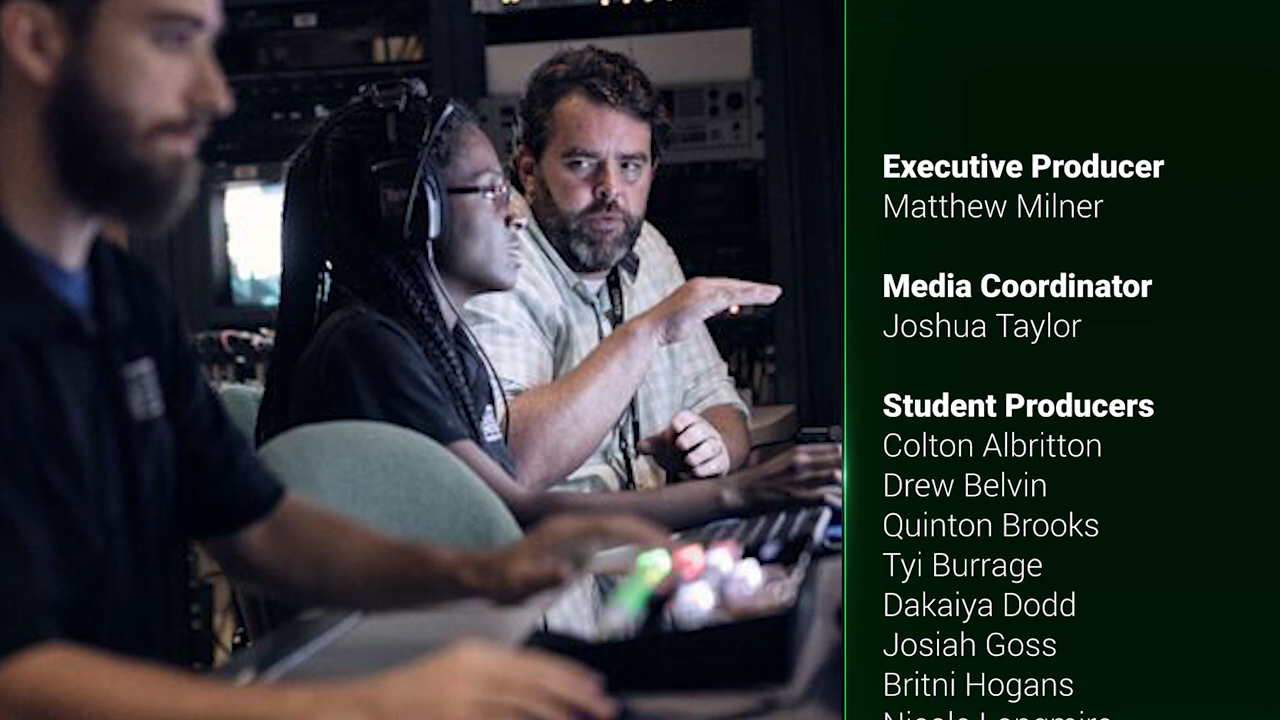 Executive Producer
Matthew Milner
Media Coordinator
Joshua Taylor
Student Producers
Colton Albritton
Drew Belvin
Quinton Brooks
Tyi Burrage
Dakaiya Dodd
Josiah Goss
Britni Hogans